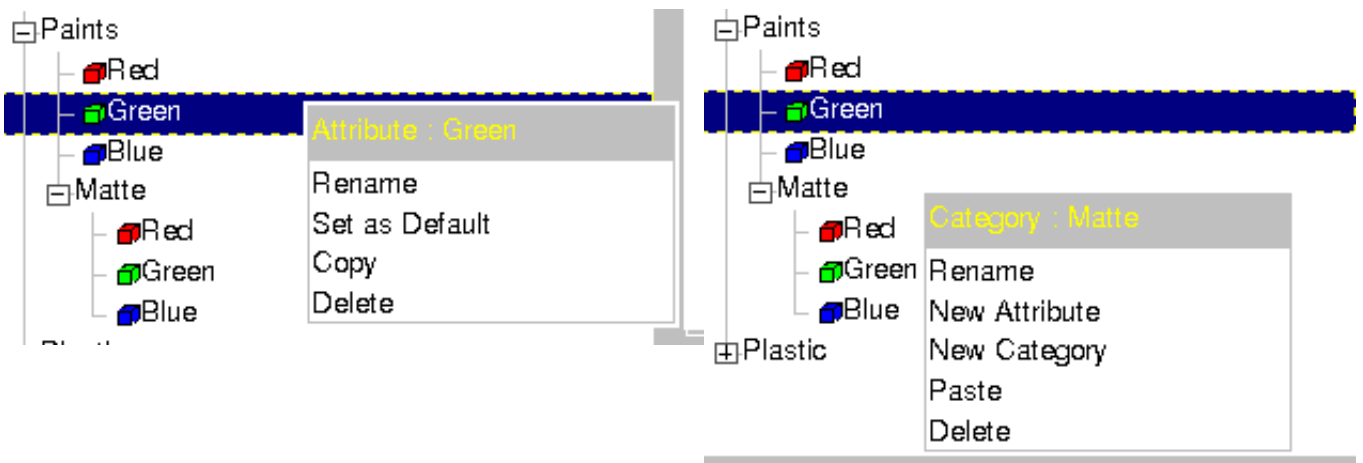 Paints
Red
Green
Attribute : Green
Blue
Rename
Matte
Set as Default
Red
Copy
Green
Delete
Blue
Paints
Red
Green
Blue
Matte
Category : Matte
Red
Green
Rename
Blue
New Attribute
Plastic
New Category
Paste
Delete